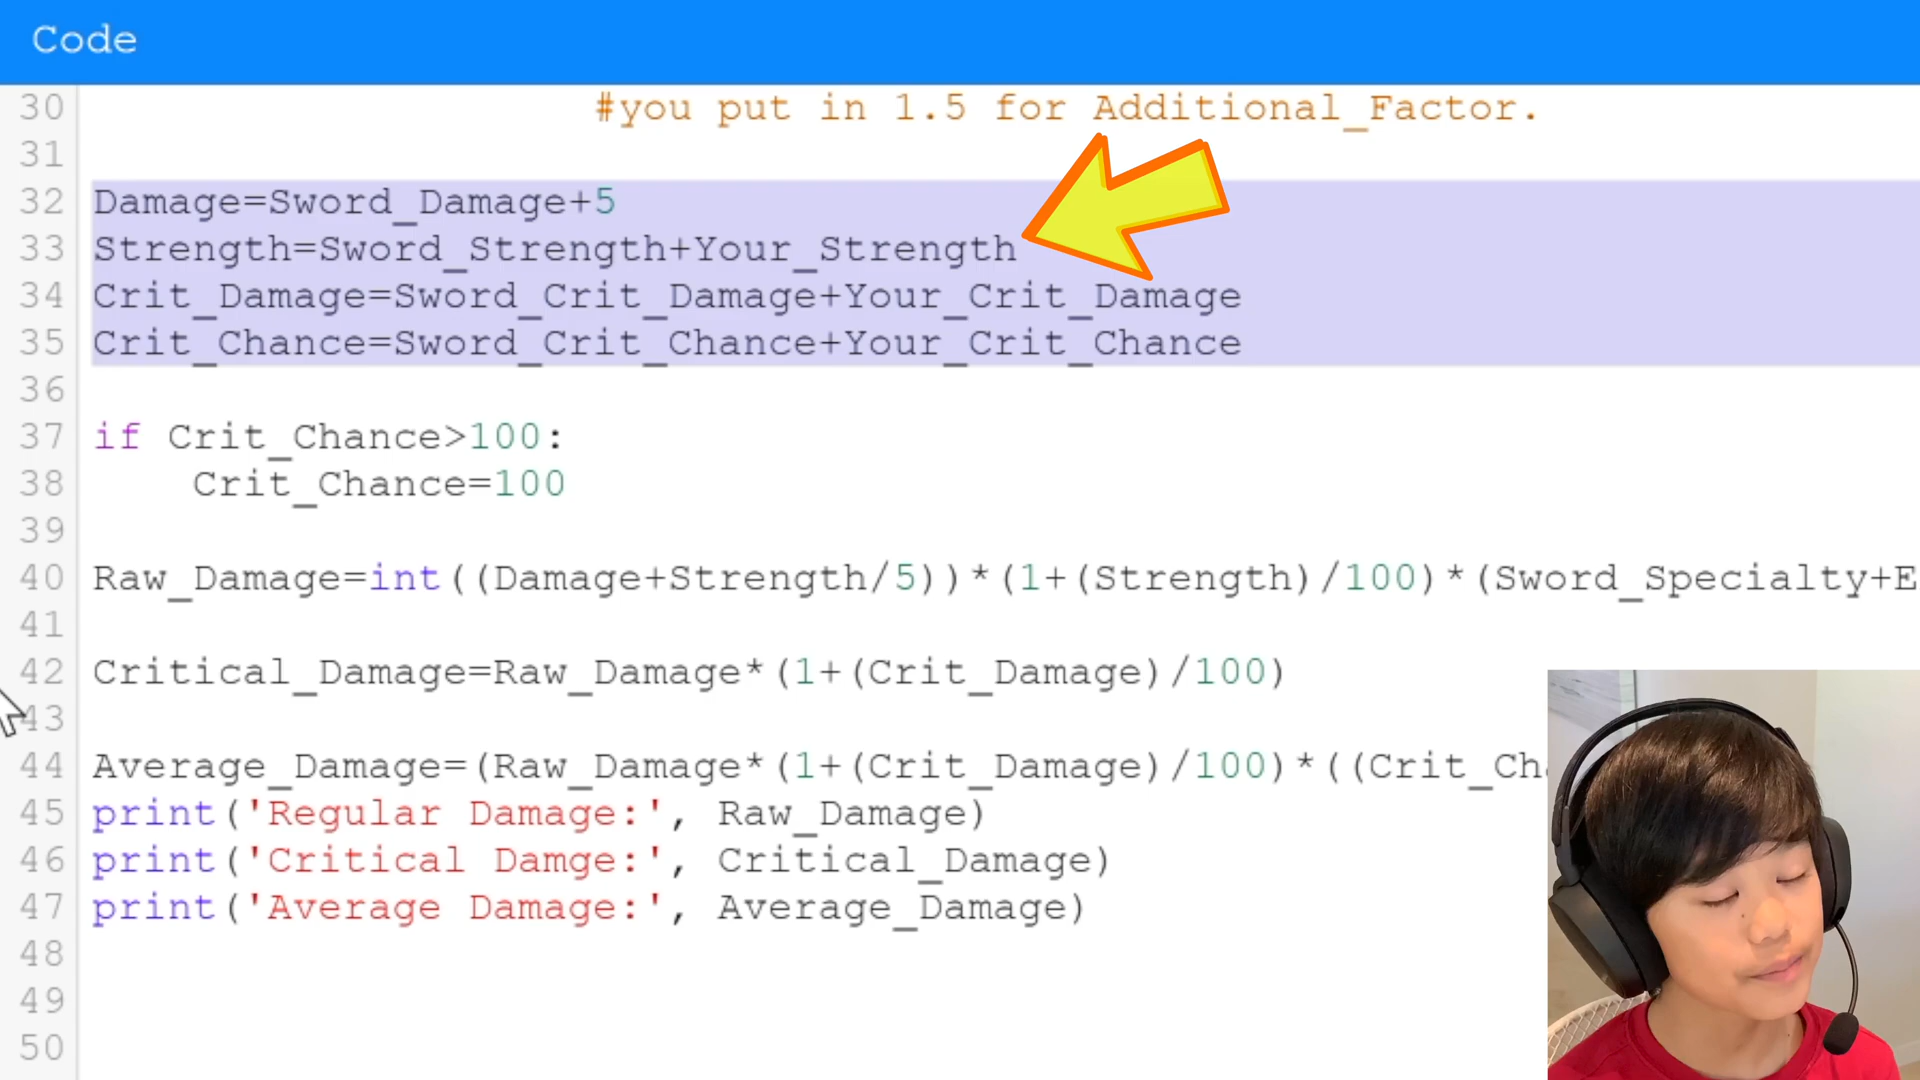 Code
30 #you put in 1.5 for Additional_Factor.
31
32 Damage=Sword_Damage+5
33 Strength=Sword_Strength+Your_Strength
34 Crit_Damage=Sword_Crit_Damage+Your_Crit_Damage
35 Crit_Chance=Sword_Crit_Chance+Your_Crit_Chance
36
37 if Crit_Chance>100:
38 Crit_Chance=100
39
40 Raw_Damage=int((Damage+Strength/5))*(1+(Strength)/100)*(Sword_Specialty+E
41
42 Critical_Damage=Raw_Damage*(1+(Crit_Damage)/100)
43
44 Average_Damage=(Raw_Damage*(1+(Crit_Damage)/100)*((Crit_Ch
45 print('Regular Damage:', Raw_Damage)
46 print('Critical Damge:', Critical_Damage)
47 print('Average Damage:', Average_Damage)
48
49
50